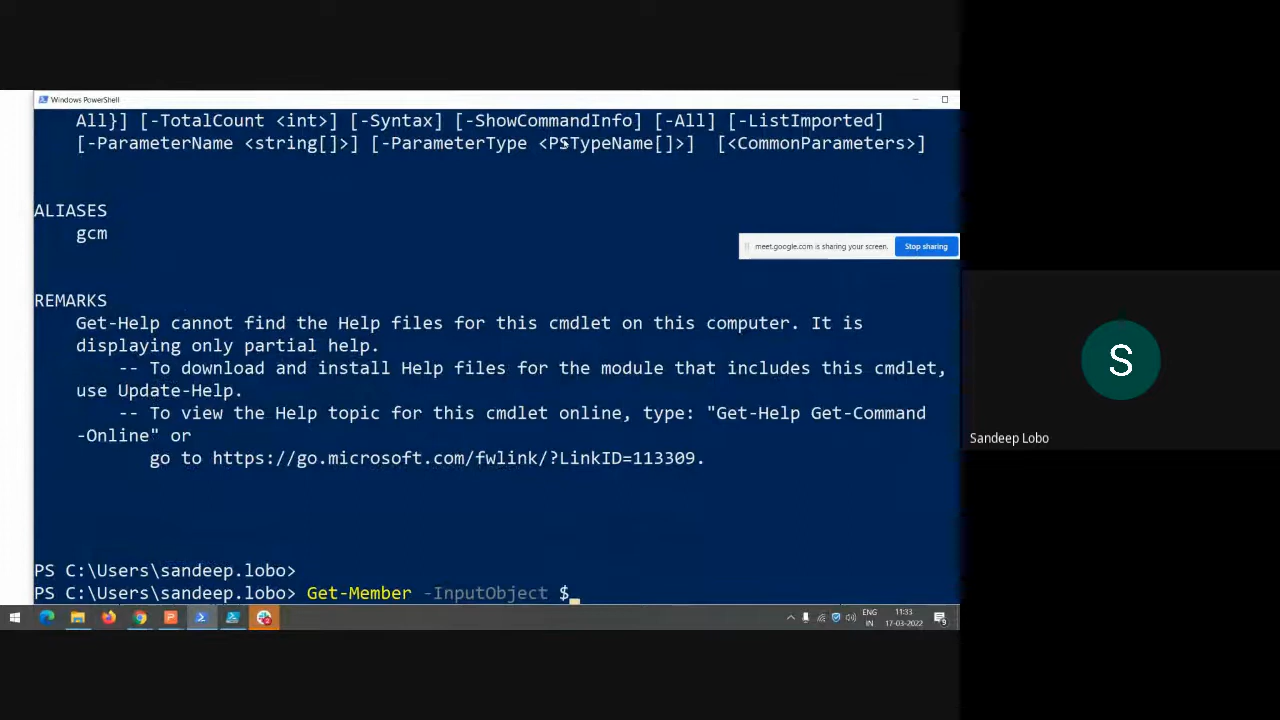 Windows PowerShell
All}] [-TotalCount <int>] [-Syntax] [-ShowCommandInfo] [-All] [-ListImported]
[-ParameterName <string[]>] [-ParameterType <PSTypeName[]>]  [<CommonParameters>]
ALIASES
gcm
meet.google.com is sharing your screen.
Stop sharing
REMARKS
Get-Help cannot find the Help files for this cmdlet on this computer. It is
displaying only partial help.
-- To download and install Help files for the module that includes this cmdlet,
use Update-Help.
-- To view the Help topic for this cmdlet online, type: "Get-Help Get-Command
-Online" or
go to https://go.microsoft.com/fwlink/?LinkID=113309.
S
Sandeep Lobo
PS C:\Users\sandeep.lobo>
PS C:\Users\sandeep.lobo> Get-Member -InputObject $
ENG
IN
11:33
17-03-2022